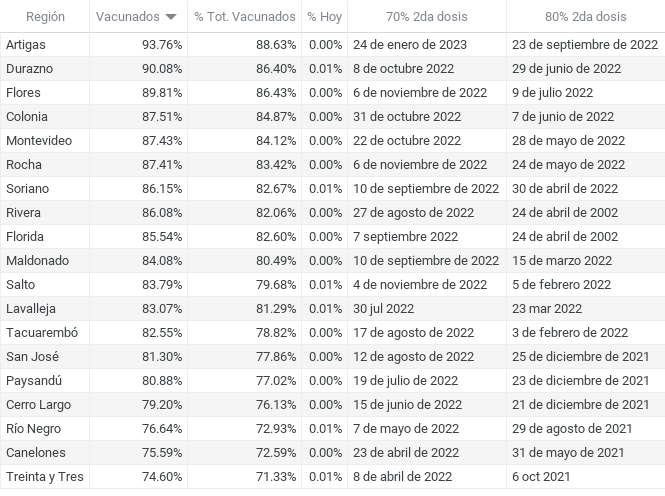 Región Vacunados % Tot. Vacunados % Hoy 70% 2da dosis 80% 2da dosis
Artigas 93.76% 88.63% 0.00% 24 de enero de 2023 23 de septiembre de 2022
Durazno 90.08% 86.40% 0.01% 8 de octubre 2022 29 de junio de 2022
Flores 89.81% 86.43% 0.00% 6 de noviembre de 2022 9 de julio 2022
Colonia 87.51% 84.87% 0.00% 31 de octubre 2022 7 de junio de 2022
Montevideo 87.43% 84.12% 0.00% 22 de octubre 2022 28 de mayo de 2022
Rocha 87.41% 83.42% 0.00% 6 de noviembre de 2022 24 de mayo de 2022
Soriano 86.15% 82.67% 0.01% 10 de septiembre de 2022 30 de abril de 2022
Rivera 86.08% 82.06% 0.00% 27 de agosto de 2022 24 de abril de 2002
Florida 85.54% 82.60% 0.00% 7 septiembre 2022 24 de abril de 2002
Maldonado 84.08% 80.49% 0.00% 10 de septiembre de 2022 15 de marzo 2022
Salto 83.79% 79.68% 0.01% 4 de noviembre de 2022 5 de febrero 2022
Lavalleja 83.07% 81.29% 0.01% 30 jul 2022 23 mar 2022
Tacuarembó 82.55% 78.82% 0.00% 17 de agosto de 2022 3 de febrero de 2022
San José 81.30% 77.86% 0.00% 12 de agosto de 2022 25 de diciembre de 2021
Paysandú 80.88% 77.02% 0.00% 19 de julio de 2022 23 de diciembre de 2021
Cerro Largo 79.20% 76.13% 0.00% 15 de junio de 2022 21 de diciembre de 2021
Río Negro 76.64% 72.93% 0.01% 7 de mayo de 2022 29 de agosto de 2021
Canelones 75.59% 72.59% 0.00% 23 de abril de 2022 31 de mayo de 2021
Treinta y Tres 74.60% 71.33% 0.01% 8 de abril de 2022 6 oct 2021